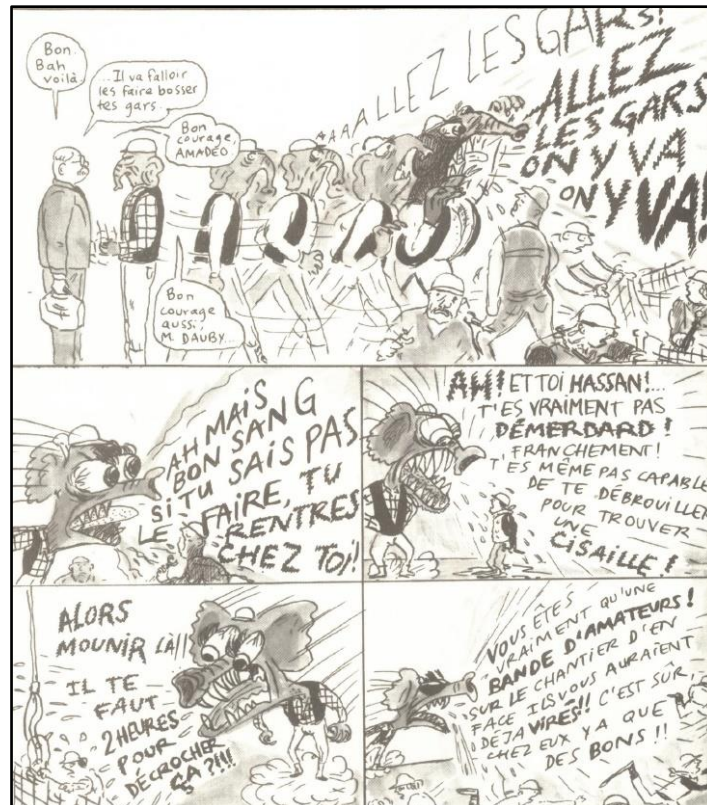 Bon.
Bah
voilà
...Il va falloir
les faire bosser
tes gars...
Bon
courage,
AMADÉO
Bon
courage
aussi,
M. DAUBY...
AAAALLEZ LES GARS!
ALLEZ
LES GARS
ON Y VA
ON Y VA!
AH MAIS
BON SANG
SI TU SAIS PAS
LE FAIRE, TU
RENTRES
CHEZ TOI!
AH! ET TOI HASSAN!...
T'ES VRAIMENT PAS
DÉMERDARD!
FRANCHEMENT!
T'ES MÊME PAS CAPABLE
DE TE DÉBROUILLER
POUR TROUVER
UNE
CISAILLE!
ALORS
MOUNIR LÀ!!
IL TE
FAUT
2 HEURES
POUR
DÉCROCHER
ÇA?!!!
VOUS ÊTES
VRAIMENT QU'UNE
BANDE D'AMATEURS!
SUR LE CHANTIER D'EN
FACE ILS VOUS AURAIENT
DÉJA VIRÉS!! C'EST SÛR,
CHEZ EUX YA QUE
DES BONS!!